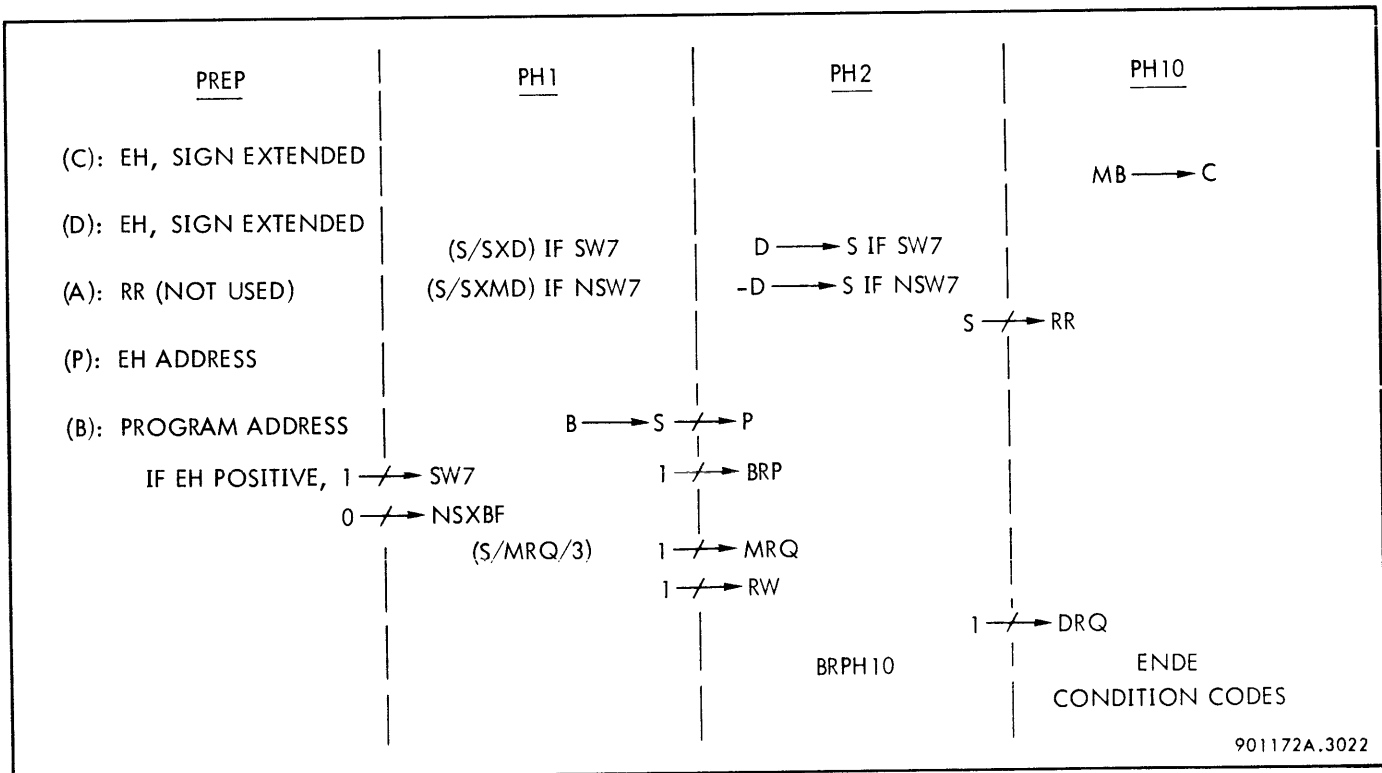 PREP PH1 PH2 PH10
(C): EH, SIGN EXTENDED
MB → C
(D): EH, SIGN EXTENDED
(S/SXD) IF SW7 D → S IF SW7
(A): RR (NOT USED) (S/SXMD) IF NSW7 -D → S IF NSW7
S → RR
(P): EH ADDRESS
(B): PROGRAM ADDRESS B → S → P
IF EH POSITIVE, 1 → SW7 1 → BRP
0 → NSXBF
(S/MRQ/3) 1 → MRQ
1 → RW
1 → DRQ
BRPH10 ENDE
CONDITION CODES
901172A.3022